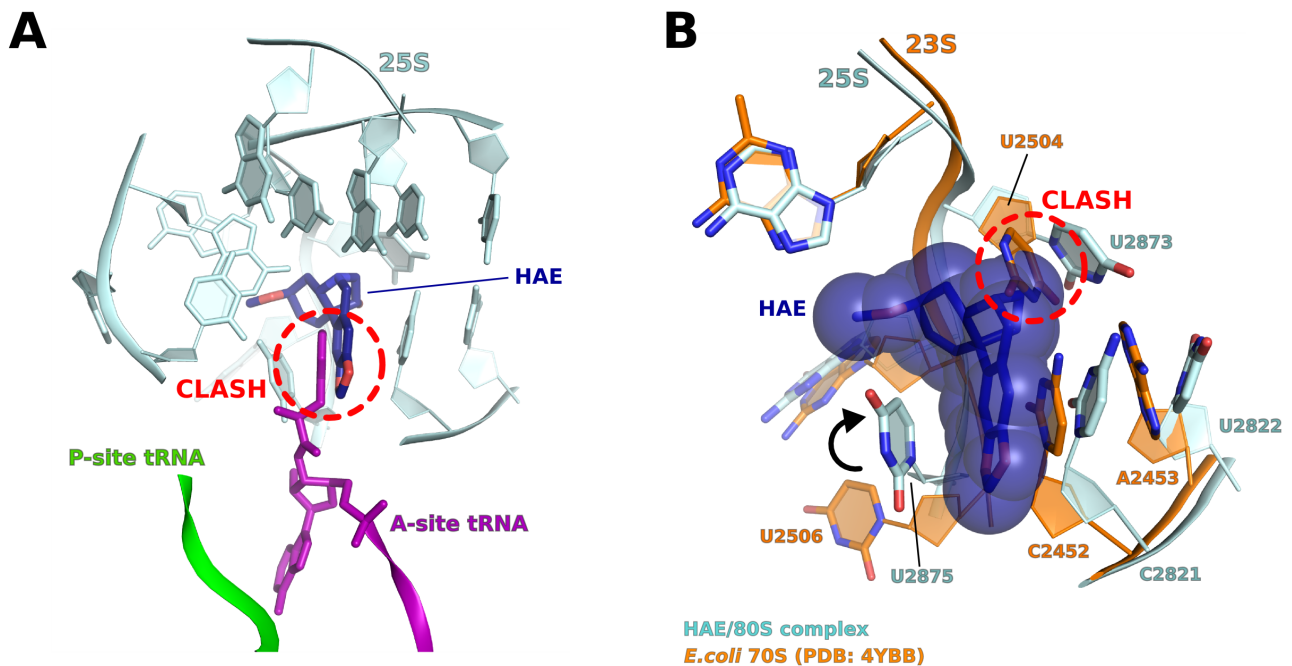 A
25S
HAE
CLASH
P-site tRNA
A-site tRNA
B
23S
25S
U2504
CLASH
U2873
HAE
U2822
A2453
U2506
C2452
U2875
C2821
HAE/80S complex
E.coli 70S (PDB: 4YBB)